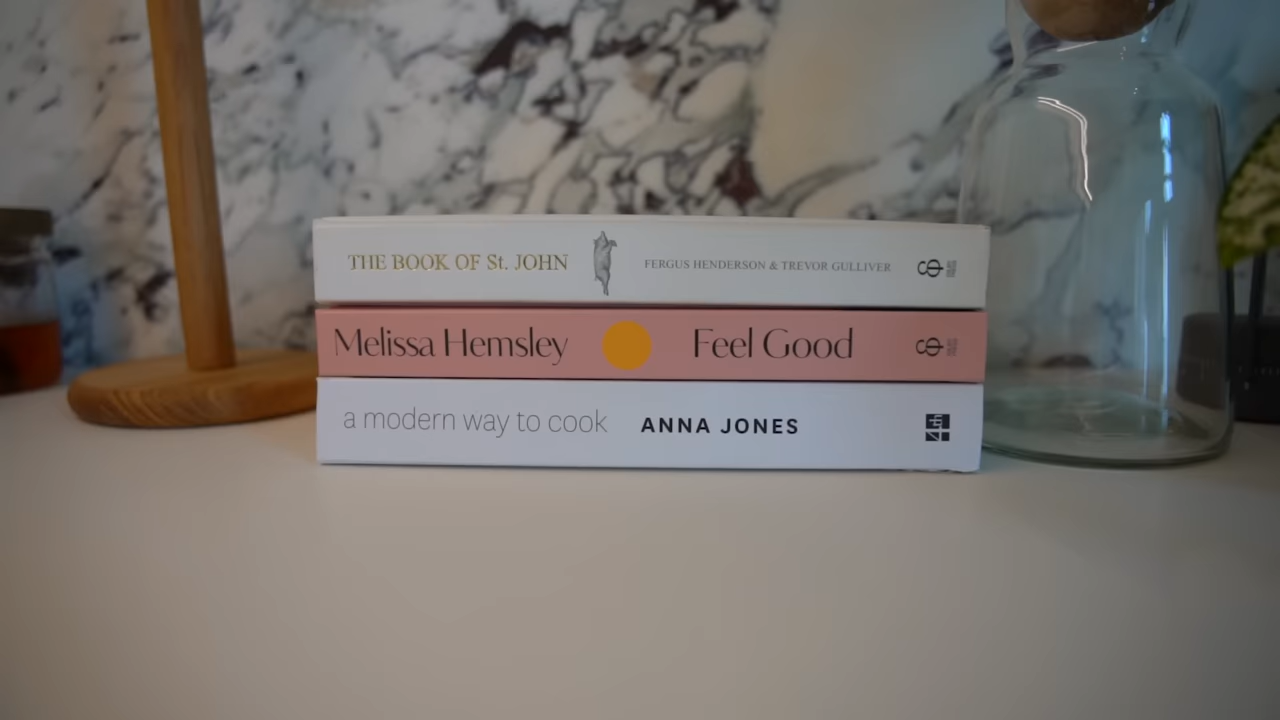 THE BOOK OF St. JOHN FERGUS HENDERSON & TREVOR GULLIVER
Melissa Hemsley Feel Good
a modern way to cook ANNA JONES